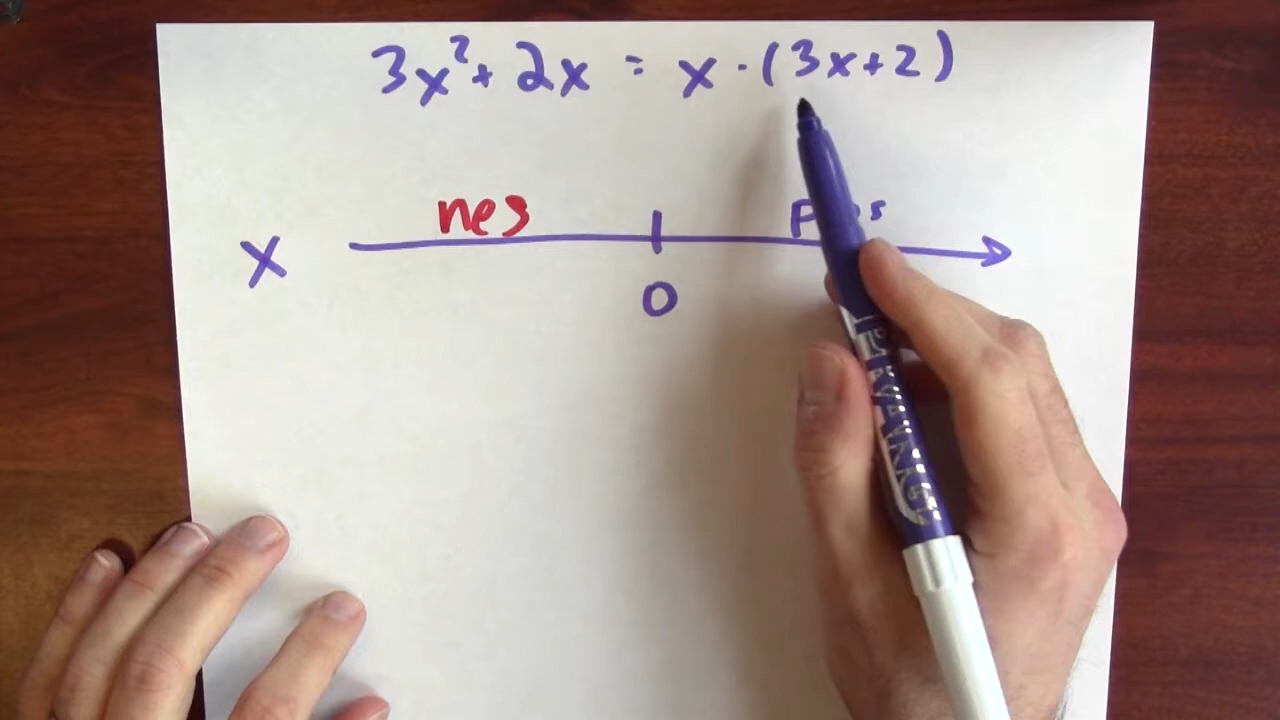 3x²+ 2x = x · (3x+2)
neg
x
0